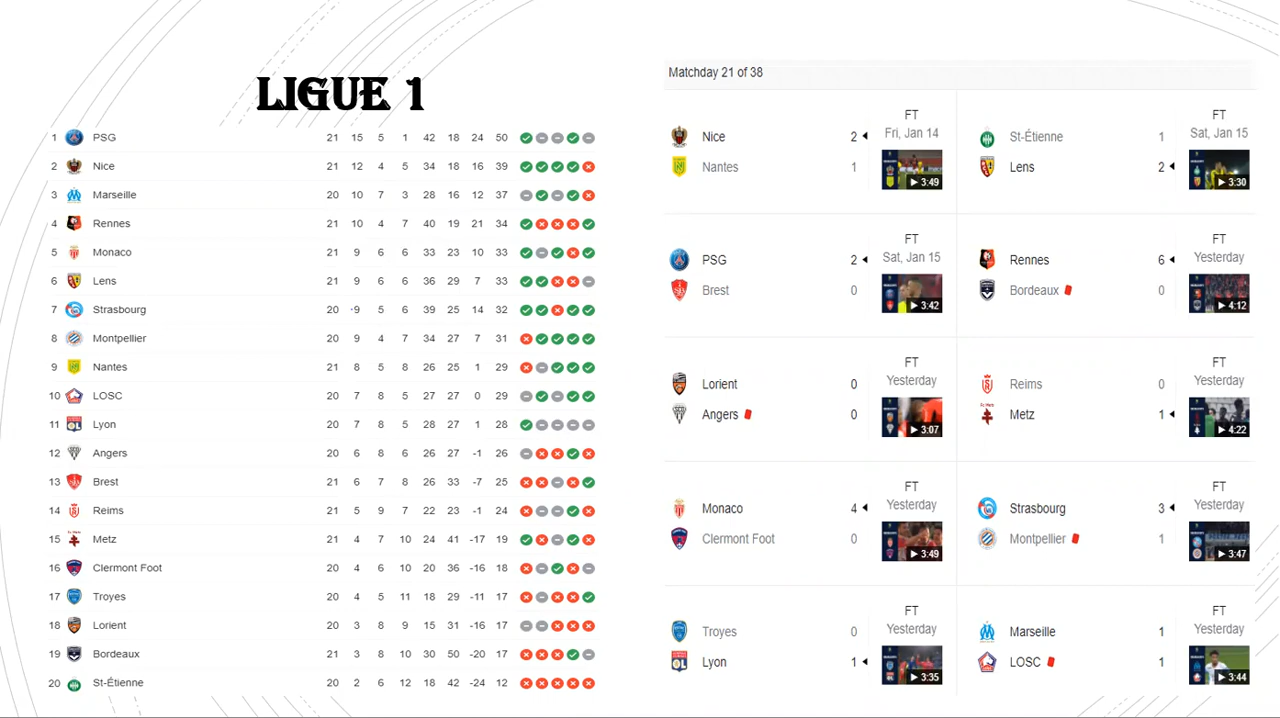 LIGUE 1
1 PSG 21 15 5 1 42 18 24 50
2 Nice 21 12 4 5 34 18 16 39
3 Marseille 20 10 7 3 28 16 12 37
4 Rennes 21 10 4 7 40 19 21 34
5 Monaco 21 9 6 6 33 23 10 33
6 Lens 21 9 6 6 36 29 7 33
7 Strasbourg 20 -9 5 6 39 25 14 32
8 Montpellier 20 9 4 7 34 27 7 31
9 Nantes 21 8 5 8 26 25 1 29
10 LOSC 20 7 8 5 27 27 0 29
11 Lyon 20 7 8 5 28 27 1 28
12 Angers 20 6 8 6 26 27 -1 26
13 Brest 21 6 7 8 26 33 -7 25
14 Reims 21 5 9 7 22 23 -1 24
15 Metz 21 4 7 10 24 41 -17 19
16 Clermont Foot 20 4 6 10 20 36 -16 18
17 Troyes 20 4 5 11 18 29 -11 17
18 Lorient 20 3 8 9 15 31 -16 17
19 Bordeaux 21 3 8 10 30 50 -20 17
20 St-Étienne 20 2 6 12 18 42 -24 12
Matchday 21 of 38
FT
Nice 2 Fri, Jan 14
Nantes 1
3:49
FT
St-Étienne 1 Sat, Jan 15
Lens 2
3:30
FT
PSG 2 Sat, Jan 15
Brest 0
3:42
FT
Rennes 6 Yesterday
Bordeaux 0
4:12
FT
Lorient 0 Yesterday
Angers 0
3:07
FT
Reims 0 Yesterday
Metz 1
4:22
FT
Monaco 4 Yesterday
Clermont Foot 0
3:49
FT
Strasbourg 3 Yesterday
Montpellier 1
3:47
FT
Troyes 0 Yesterday
Lyon 1
3:35
FT
Marseille 1 Yesterday
LOSC 1
3:44